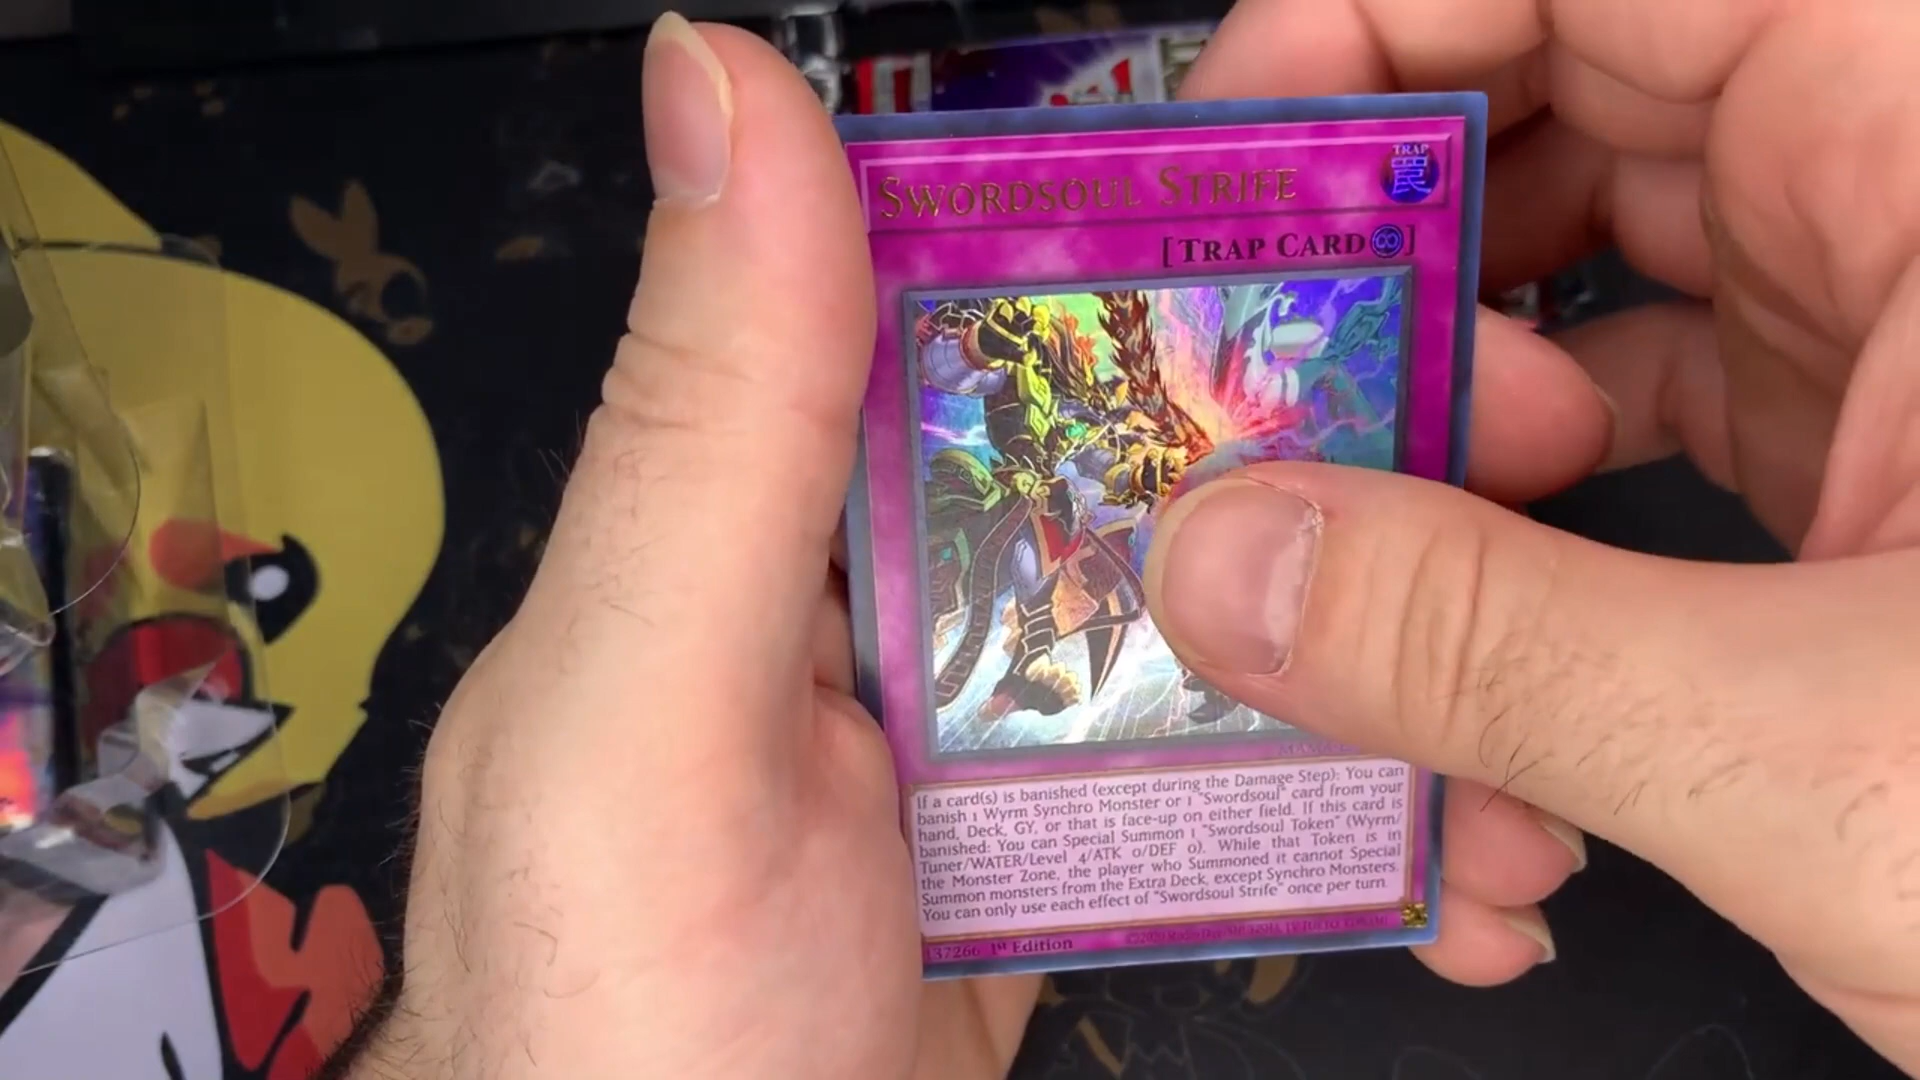 SWORDSOUL STRIFE
TRAP
罠
[TRAP CARD]
If a card(s) is banished (except during the Damage Step): You can
banish 1 Wyrm Synchro Monster or 1 "Swordsoul" card from your
hand, Deck, GY, or that is face-up on either field. If this card is
banished: You can Special Summon 1 "Swordsoul Token" (Wyrm/
Tuner/WATER/Level 4/ATK 0/DEF 0). While that Token is in
the Monster Zone, the player who Summoned it cannot Special
Summon monsters from the Extra Deck, except Synchro Monsters.
You can only use each effect of "Swordsoul Strife" once per turn.
37266 1st Edition